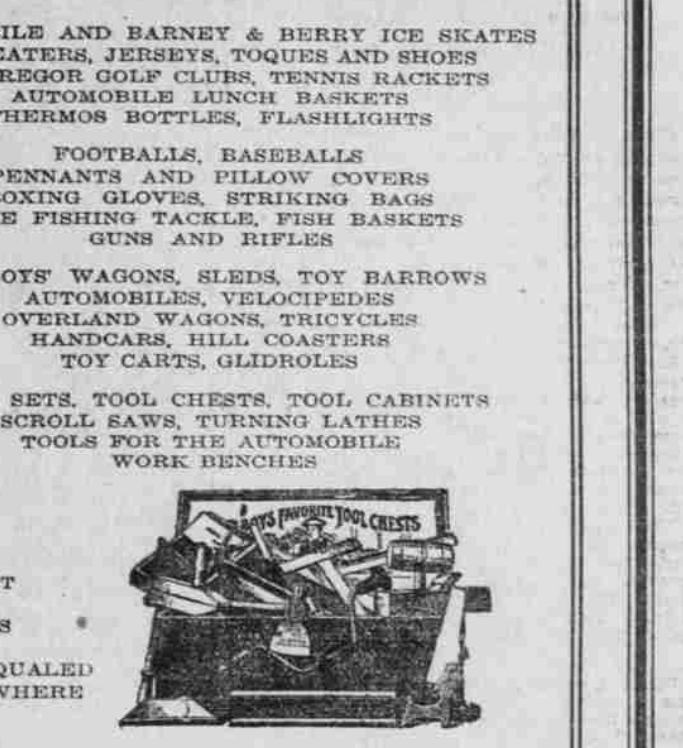 ILE AND BARNEY & BERRY ICE SKATES
EATERS, JERSEYS, TOQUES AND SHOES
REGOR GOLF CLUBS, TENNIS RACKETS
AUTOMOBILE LUNCH BASKETS
HERMOS BOTTLES, FLASHLIGHTS
FOOTBALLS, BASEBALLS
PENNANTS AND PILLOW COVERS
OXING GLOVES, STRIKING BAGS
E FISHING TACKLE, FISH BASKETS
GUNS AND RIFLES
OYS' WAGONS, SLEDS, TOY BARROWS
AUTOMOBILES, VELOCIPEDES
OVERLAND WAGONS, TRICYCLES
HANDCARS, HILL COASTERS
TOY CARTS, GLIDROLES
SETS, TOOL CHESTS, TOOL CABINETS
SCROLL SAWS, TURNING LATHES
TOOLS FOR THE AUTOMOBILE
WORK BENCHES
BOYS FAVORITE TOOL CHESTS
T
S
QUALED
WHERE